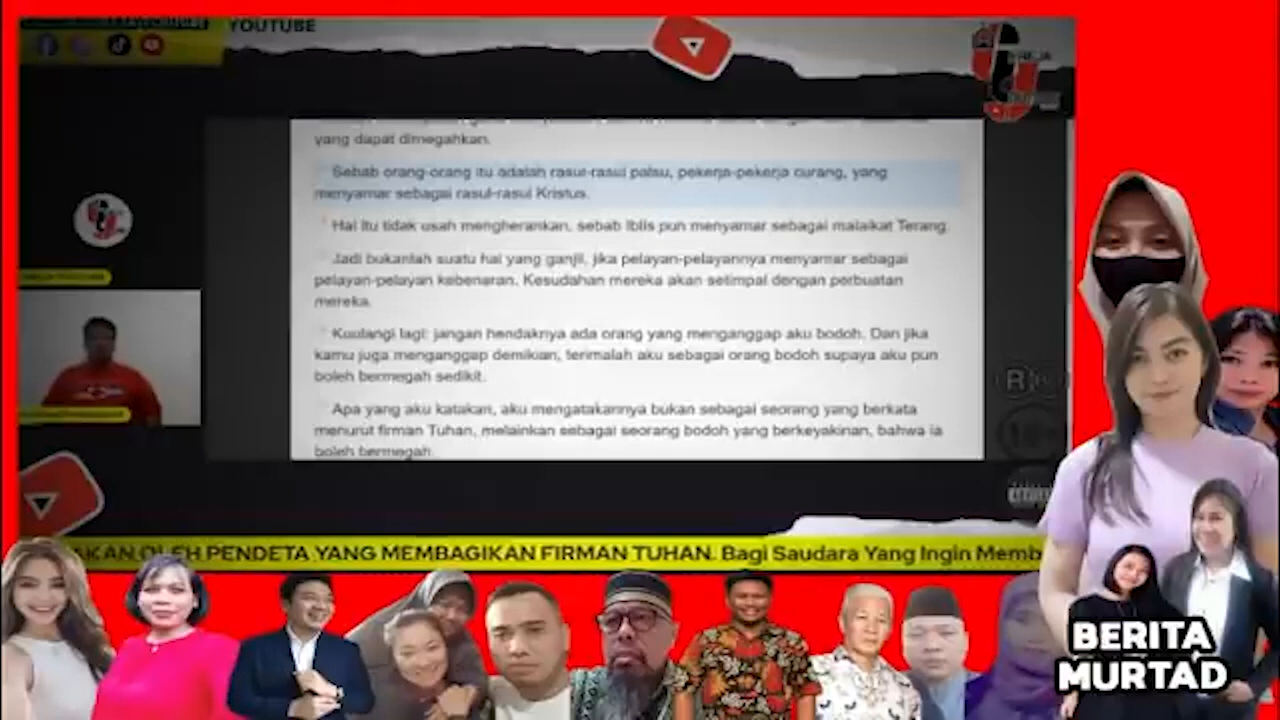 YOUTUBE
yang dapat dimegahkan.
Sebab orang-orang itu adalah rasul-rasul palsu, pekerja-pekerja curang, yang
menyamar sebagai rasul-rasul Kristus.
Hal itu tidak usah mengherankan, sebab Iblis pun menyamar sebagai malaikat Terang.
Jadi bukanlah suatu hal yang ganjil, jika pelayan-pelayannya menyamar sebagai
pelayan-pelayan kebenaran. Kesudahan mereka akan setimpal dengan perbuatan
mereka.
Kuulangi lagi: jangan hendaknya ada orang yang menganggap aku bodoh. Dan jika
kamu juga menganggap demikian, terimalah aku sebagai orang bodoh supaya aku pun
boleh bermegah sedikit.
Apa yang aku katakan, aku mengatakannya bukan sebagai seorang yang berkata
menurut firman Tuhan, melainkan sebagai seorang bodoh yang berkeyakinan, bahwa ia
boleh bermegah.
AKAN OLEH PENDETA YANG MEMBAGIKAN FIRMAN TUHAN. Bagi Saudara Yang Ingin Memb
BERITA
MURTAD